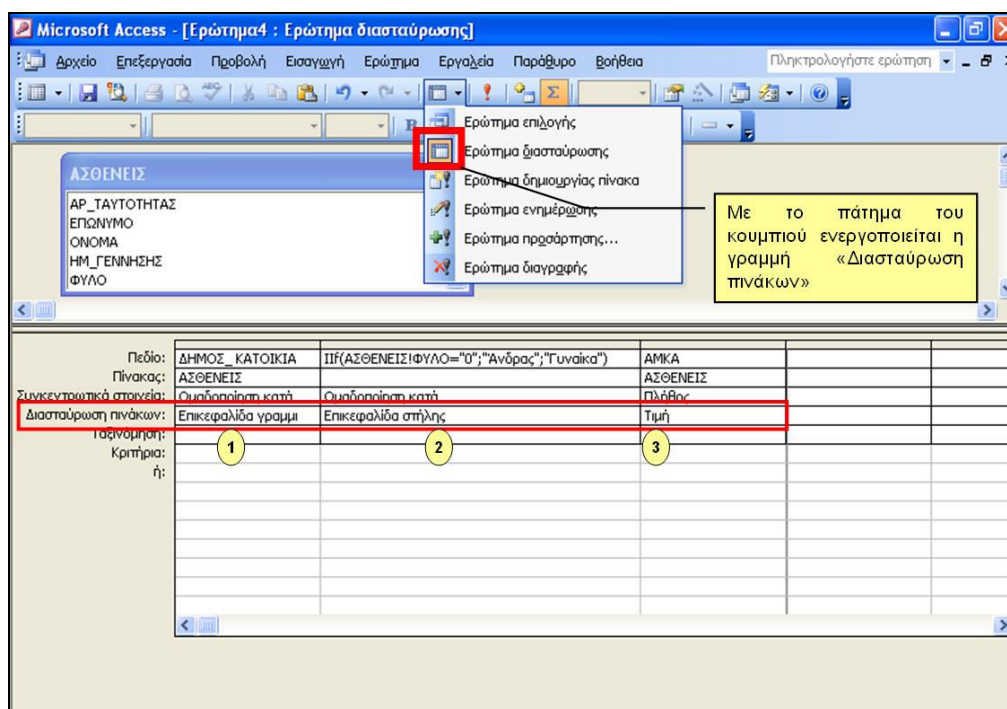 Microsoft Access - [Ερώτημα4 : Ερώτημα διασταύρωσης]
Αρχείο Επεξεργασία Προβολή Εισαγωγή Ερώτημα Εργαλεία Παράθυρο Βοήθεια Πληκτρολογήστε ερώτηση
Ερώτημα επιλογής
Ερώτημα διασταύρωσης
Ερώτημα δημιουργίας πίνακα
Ερώτημα ενημέρωσης
Ερώτημα προσάρτησης...
Ερώτημα διαγραφής
ΑΣΘΕΝΕΙΣ
ΑΡ_ΤΑΥΤΟΤΗΤΑΣ
ΕΠΩΝΥΜΟ
ΟΝΟΜΑ
ΗΜ_ΓΕΝΝΗΣΗΣ
ΦΥΛΟ
Με το πάτημα του
κουμπιού ενεργοποιείται η
γραμμή «Διασταύρωση
πινάκων»
Πεδίο: ΔΗΜΟΣ_ΚΑΤΟΙΚΙΑ IIf(ΑΣΘΕΝΕΙΣ!ΦΥΛΟ="0";"Άνδρας";"Γυναίκα") ΑΜΚΑ
Πίνακας: ΑΣΘΕΝΕΙΣ ΑΣΘΕΝΕΙΣ
Συγκεντρωτικά στοιχεία: Ομαδοποίηση κατά Ομαδοποίηση κατά Πλήθος
Διασταύρωση πινάκων: Επικεφαλίδα γραμμι Επικεφαλίδα στήλης Τιμή
Ταξινόμηση:
Κριτήρια:
ή:
1 2 3